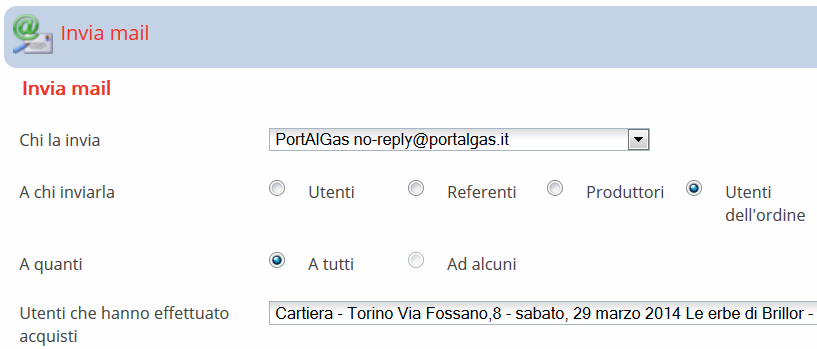 Invia mail
Invia mail
Chi la invia
PortAlGas no-reply@portalgas.it
A chi inviarla
Utenti
Referenti
Produttori
Utenti
dell'ordine
A quanti
A tutti
Ad alcuni
Utenti che hanno effettuato
acquisti
Cartiera - Torino Via Fossano,8 - sabato, 29 marzo 2014 Le erbe di Brillor -